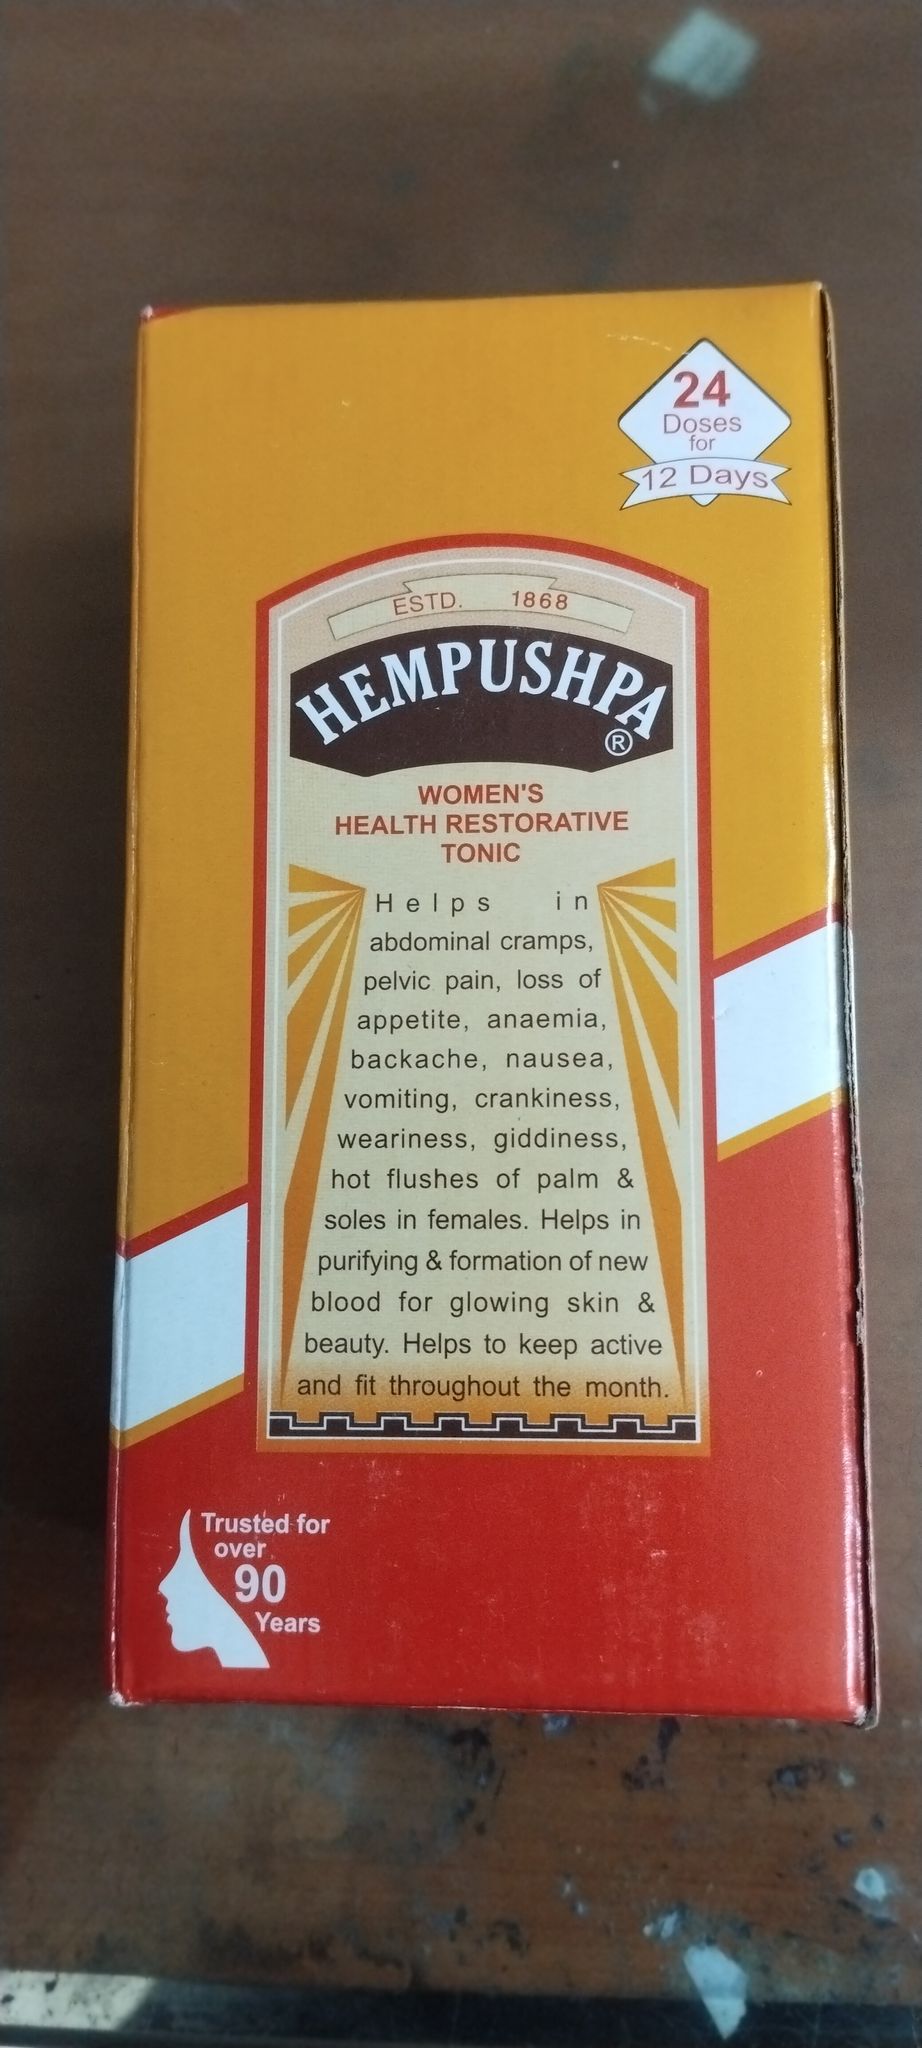 24
Doses
for
12 Days
ESTD. 1868
HEMPUSHPA
®
WOMEN'S
HEALTH RESTORATIVE
TONIC
Helps in
abdominal cramps,
pelvic pain, loss of
appetite, anaemia,
backache, nausea,
vomiting, crankiness,
weariness, giddiness,
hot flushes of palm &
soles in females. Helps in
purifying & formation of new
blood for glowing skin &
beauty. Helps to keep active
and fit throughout the month.
Trusted for
over
90
Years